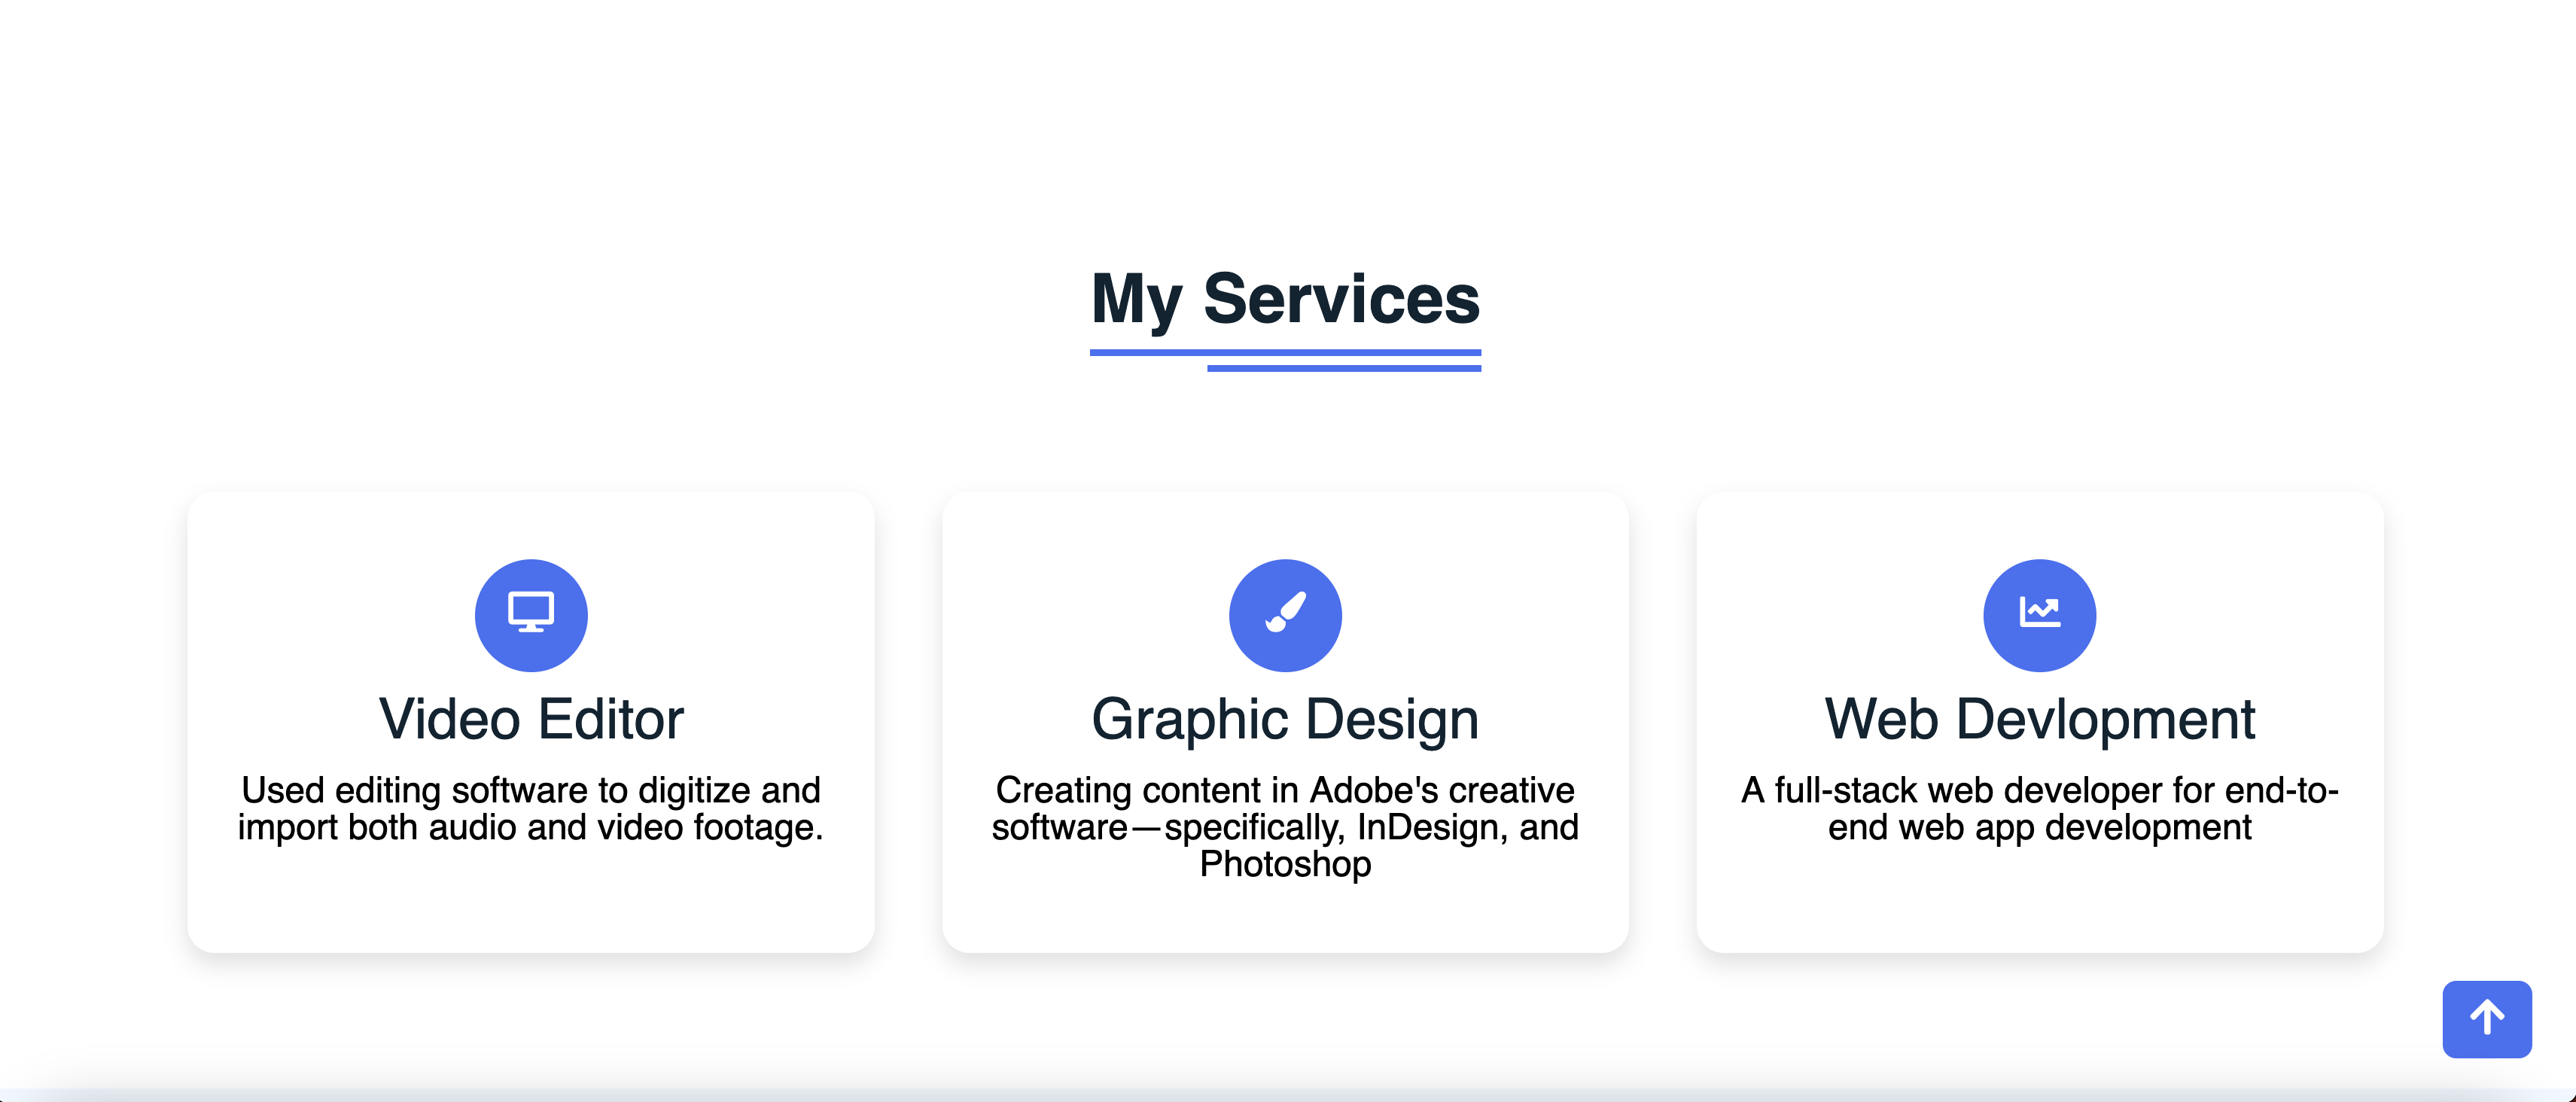 My Services
Video Editor
Used editing software to digitize and
import both audio and video footage.
Graphic Design
Creating content in Adobe's creative
software—specifically, InDesign, and
Photoshop
Web Devlopment
A full-stack web developer for end-to-
end web app development